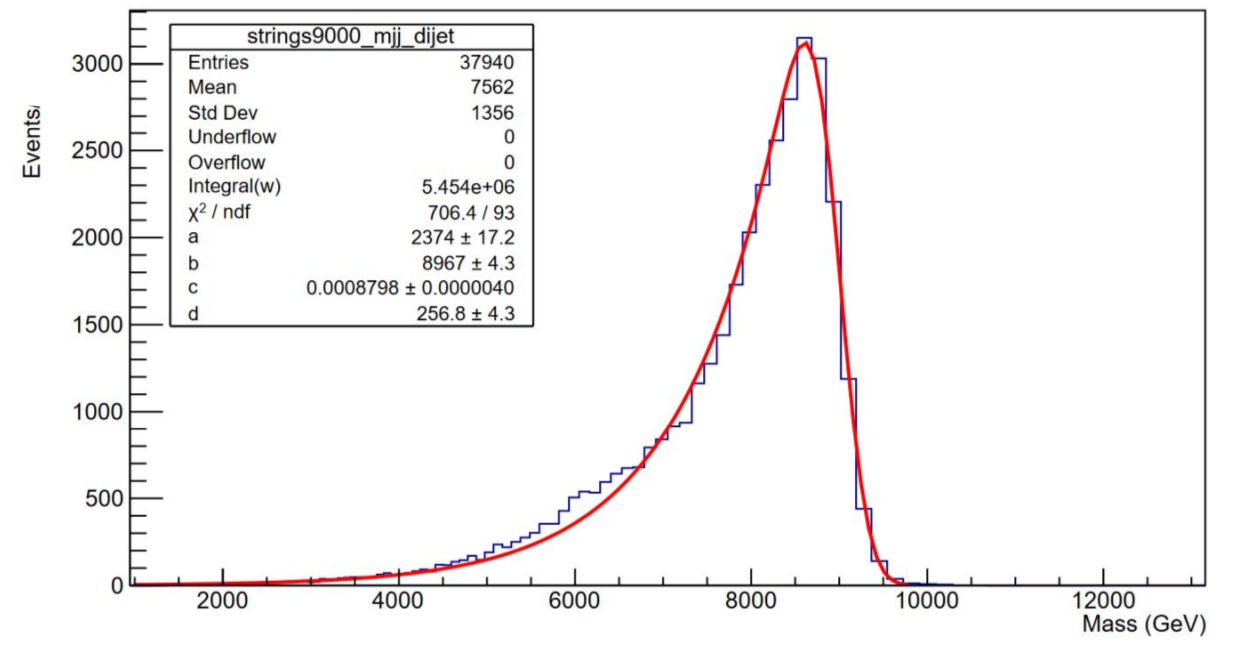 strings9000_mjj_dijet
Entries 37940
Mean 7562
Std Dev 1356
Underflow 0
Overflow 0
Integral(w) 5.454e+06
χ² / ndf 706.4 / 93
a 2374 ± 17.2
b 8967 ± 4.3
c 0.0008798 ± 0.0000040
d 256.8 ± 4.3
Events
3000
2500
2000
1500
1000
500
0
2000 4000 6000 8000 10000 12000
Mass (GeV)